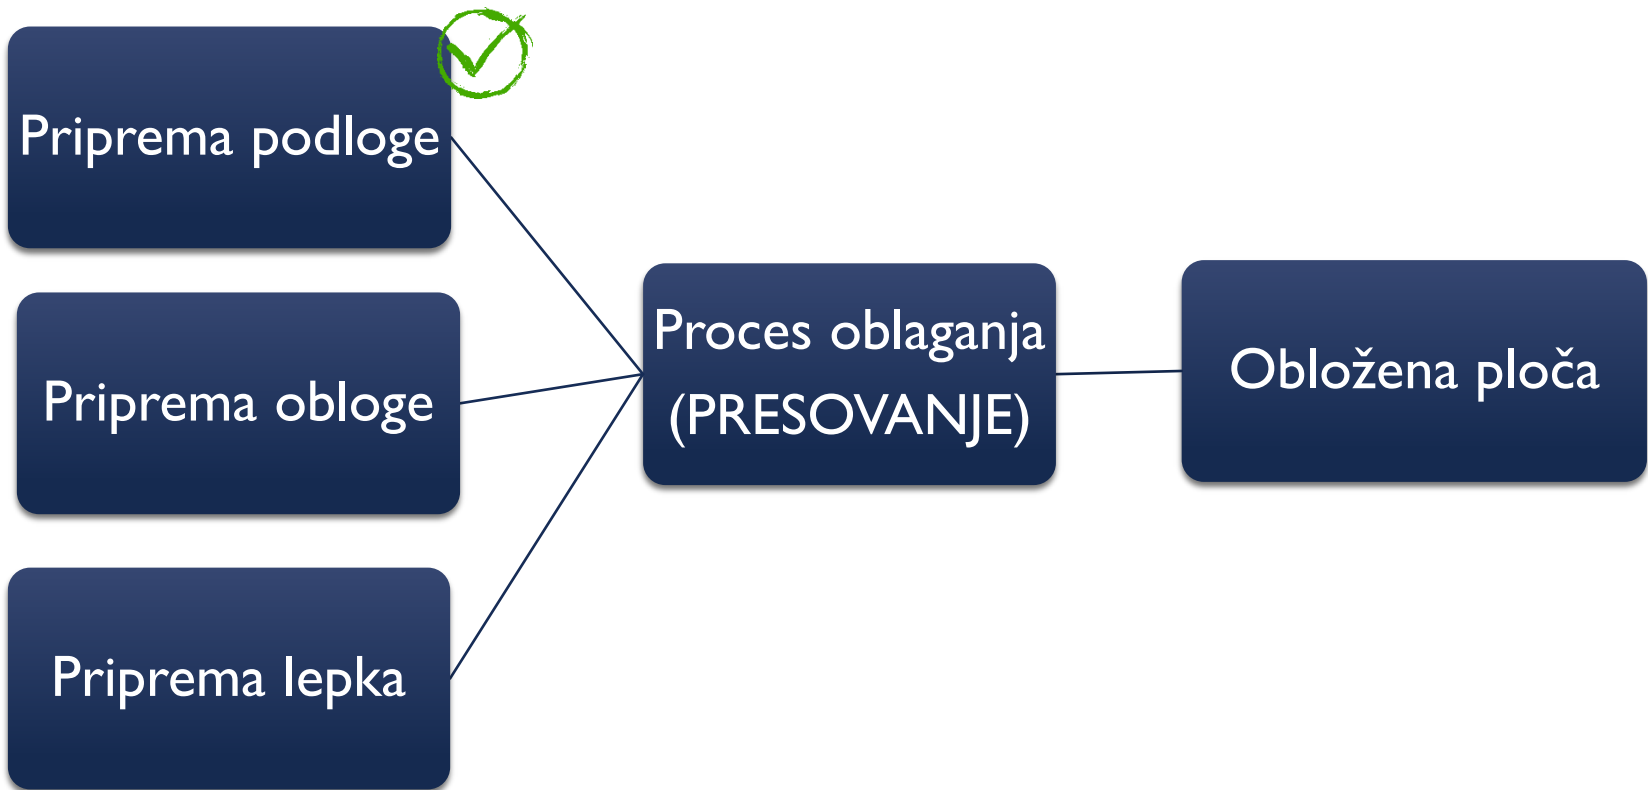 Priprema podloge
Priprema obloge
Priprema lepka
Proces oblaganja
(PRESOVANJE)
Obložena ploča